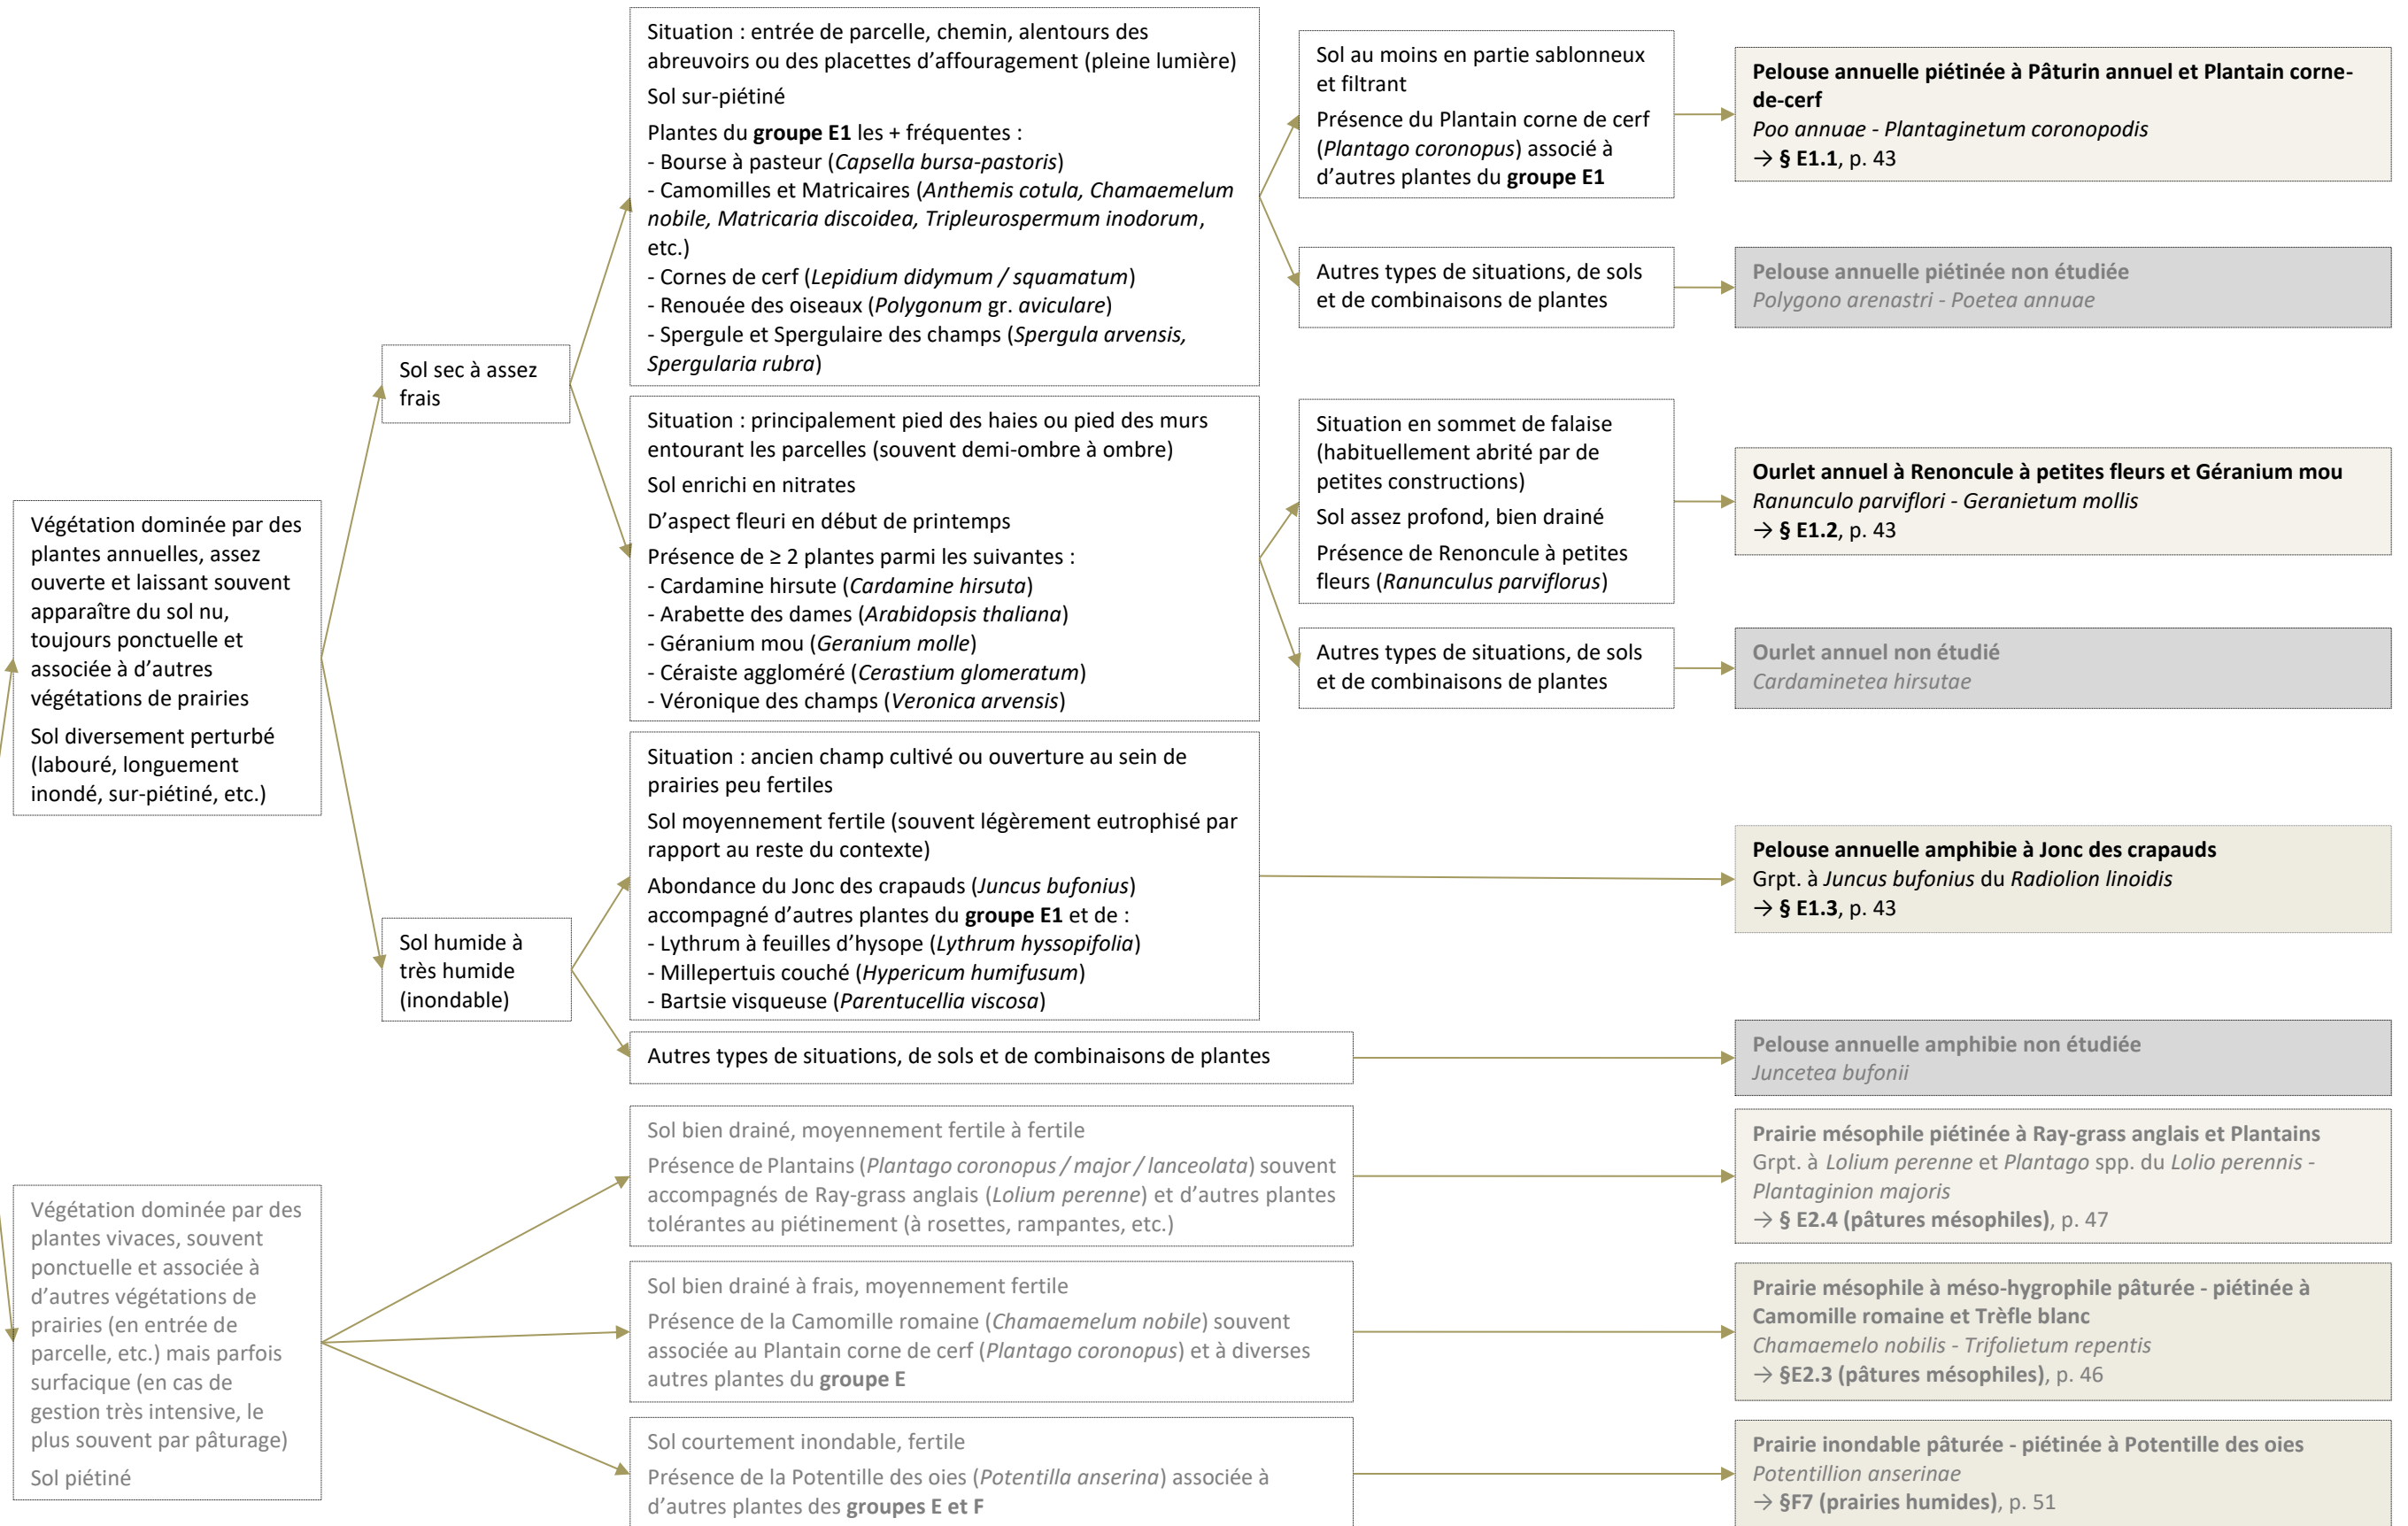 Végétation dominée par des
plantes annuelles, assez
ouverte et laissant souvent
apparaître du sol nu,
toujours ponctuelle et
associée à d'autres
végétations de prairies
Sol diversement perturbé
(labouré, longuement
inondé, sur-piétiné, etc.)
Sol sec à assez
frais
Situation : entrée de parcelle, chemin, alentours des
abreuvoirs ou des placettes d'affouragement (pleine lumière)
Sol sur-piétiné
Plantes du groupe E1 les + fréquentes :
- Bourse à pasteur (Capsella bursa-pastoris)
- Camomilles et Matricaires (Anthemis cotula, Chamaemelum
nobile, Matricaria discoidea, Tripleurospermum inodorum,
etc.)
- Cornes de cerf (Lepidium didymum / squamatum)
- Renouée des oiseaux (Polygonum gr. aviculare)
- Spergule et Spergulaire des champs (Spergula arvensis,
Spergularia rubra)
Sol au moins en partie sablonneux
et filtrant
Présence du Plantain corne de cerf
(Plantago coronopus) associé à
d'autres plantes du groupe E1
Pelouse annuelle piétinée à Pâturin annuel et Plantain corne-
de-cerf
Poo annuae - Plantaginetum coronopodis
→ § E1.1, p. 43
Autres types de situations, de sols
et de combinaisons de plantes
Pelouse annuelle piétinée non étudiée
Polygono arenastri - Poetea annuae
Situation : principalement pied des haies ou pied des murs
entourant les parcelles (souvent demi-ombre à ombre)
Sol enrichi en nitrates
D'aspect fleuri en début de printemps
Présence de ≥ 2 plantes parmi les suivantes :
- Cardamine hirsute (Cardamine hirsuta)
- Arabette des dames (Arabidopsis thaliana)
- Géranium mou (Geranium molle)
- Céraiste aggloméré (Cerastium glomeratum)
- Véronique des champs (Veronica arvensis)
Situation en sommet de falaise
(habituellement abrité par de
petites constructions)
Sol assez profond, bien drainé
Présence de Renoncule à petites
fleurs (Ranunculus parviflorus)
Ourlet annuel à Renoncule à petites fleurs et Géranium mou
Ranunculo parviflori - Geranietum mollis
→ § E1.2, p. 43
Autres types de situations, de sols
et de combinaisons de plantes
Ourlet annuel non étudié
Cardaminetea hirsutae
Sol humide à
très humide
(inondable)
Situation : ancien champ cultivé ou ouverture au sein de
prairies peu fertiles
Sol moyennement fertile (souvent légèrement eutrophisé par
rapport au reste du contexte)
Abondance du Jonc des crapauds (Juncus bufonius)
accompagné d'autres plantes du groupe E1 et de :
- Lythrum à feuilles d'hysope (Lythrum hyssopifolia)
- Millepertuis couché (Hypericum humifusum)
- Bartsie visqueuse (Parentucellia viscosa)
Pelouse annuelle amphibie à Jonc des crapauds
Grpt. à Juncus bufonius du Radiolion linoidis
→ § E1.3, p. 43
Autres types de situations, de sols et de combinaisons de plantes
Pelouse annuelle amphibie non étudiée
Juncetea bufonii
Végétation dominée par des
plantes vivaces, souvent
ponctuelle et associée à
d'autres végétations de
prairies (en entrée de
parcelle, etc.) mais parfois
surfacique (en cas de
gestion très intensive, le
plus souvent par pâturage)
Sol piétiné
Sol bien drainé, moyennement fertile à fertile
Présence de Plantains (Plantago coronopus / major / lanceolata) souvent
accompagnés de Ray-grass anglais (Lolium perenne) et d'autres plantes
tolérantes au piétinement (à rosettes, rampantes, etc.)
Prairie mésophile piétinée à Ray-grass anglais et Plantains
Grpt. à Lolium perenne et Plantago spp. du Lolio perennis -
Plantaginion majoris
→ § E2.4 (pâtures mésophiles), p. 47
Sol bien drainé à frais, moyennement fertile
Présence de la Camomille romaine (Chamaemelum nobile) souvent
associée au Plantain corne de cerf (Plantago coronopus) et à diverses
autres plantes du groupe E
Prairie mésophile à méso-hygrophile pâturée - piétinée à
Camomille romaine et Trèfle blanc
Chamaemelo nobilis - Trifolietum repentis
→ §E2.3 (pâtures mésophiles), p. 46
Sol courtement inondable, fertile
Présence de la Potentille des oies (Potentilla anserina) associée à
d'autres plantes des groupes E et F
Prairie inondable pâturée - piétinée à Potentille des oies
Potentillion anserinae
→ §F7 (prairies humides), p. 51